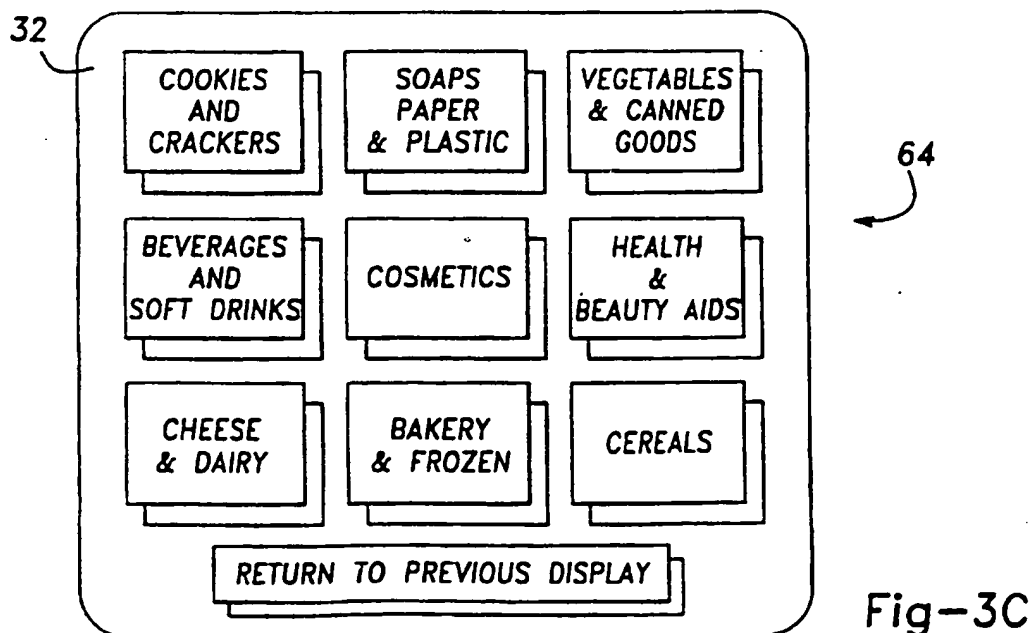 32
COOKIES
AND
CRACKERS
SOAPS
PAPER
& PLASTIC
VEGETABLES
& CANNED
GOODS
64
BEVERAGES
AND
SOFT DRINKS
COSMETICS
HEALTH
&
BEAUTY AIDS
CHEESE
& DAIRY
BAKERY
& FROZEN
CEREALS
RETURN TO PREVIOUS DISPLAY
Fig-3C